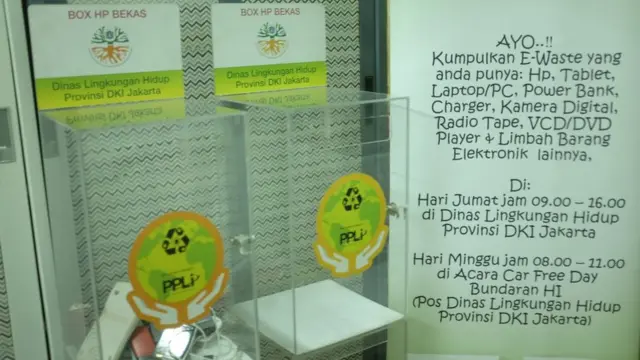 BOX HP BEKAS
Dinas Lingkungan Hidup
Provinsi DKI Jakarta
BOX HP BEKAS
Dinas Lingkungan Hidup
Provinsi DKI Jakarta
PPLi
PPLi
AYO..!!
Kumpulkan E-Waste yang
anda punya: Hp, Tablet,
Laptop/PC, Power Bank,
Charger, Kamera Digital,
Radio Tape, VCD/DVD
Player & Limbah Barang
Elektronik lainnya,
Di:
Hari Jumat jam 09.00 – 16.00
di Dinas Lingkungan Hidup
Provinsi DKI Jakarta
Hari Minggu jam 08.00 – 11.00
di Acara Car Free Day
Bundaran HI
(Pos Dinas Lingkungan Hidup
Provinsi DKI Jakarta)